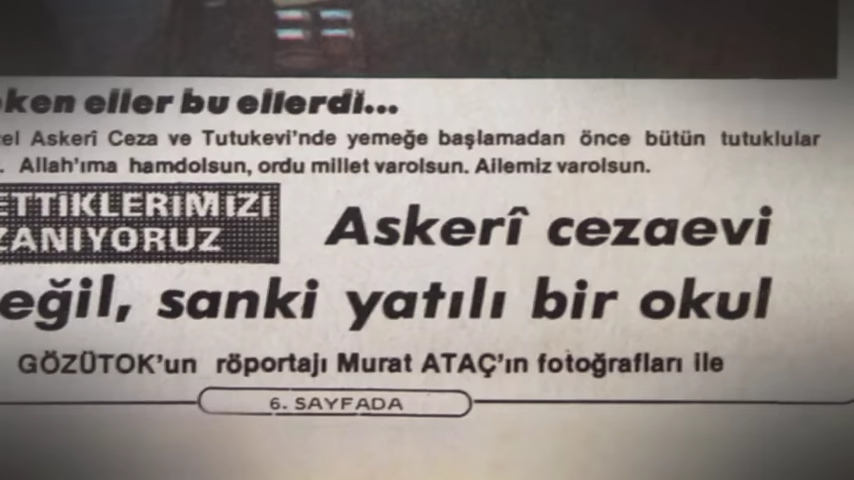 ken eller bu ellerdi...
el Askerî Ceza ve Tutukevi'nde yemeğe başlamadan önce bütün tutuklular
. Allah'ıma hamdolsun, ordu millet varolsun. Ailemiz varolsun.
ETTİKLERİMİZİ
ZANIYORUZ
Askerî cezaevi
eğil, sanki yatılı bir okul
GÖZÜTOK'un röportajı Murat ATAÇ'ın fotoğrafları ile
6. SAYFADA